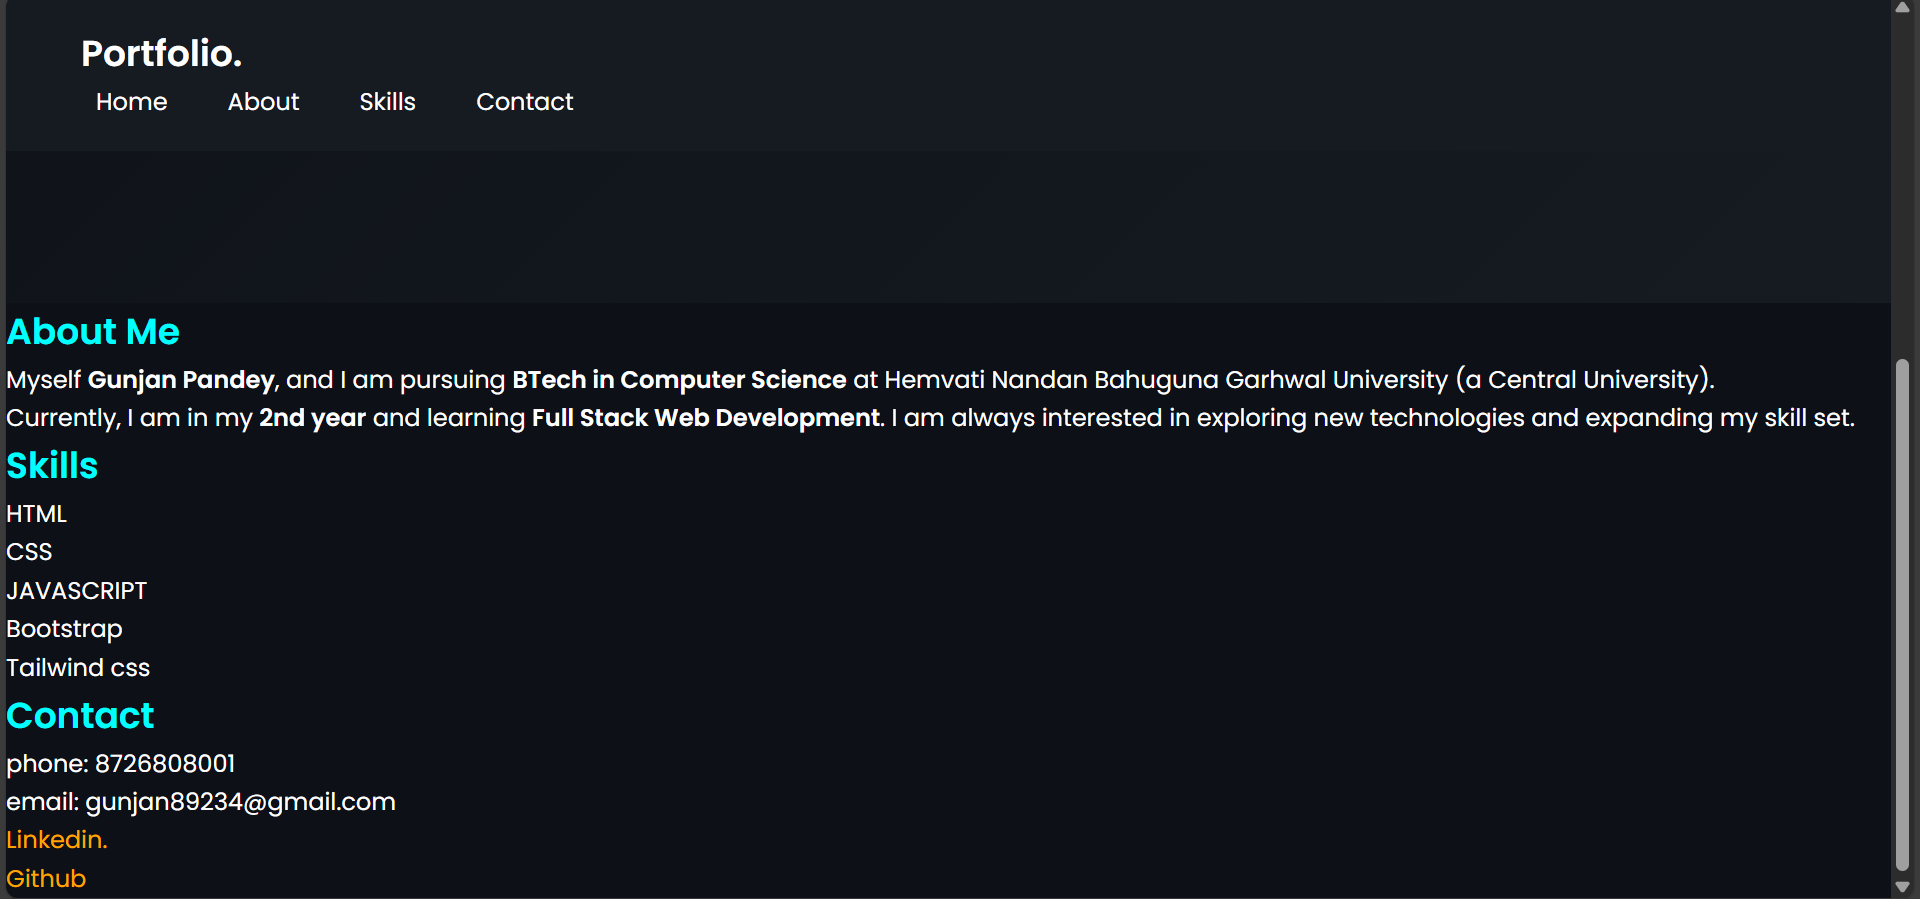 Portfolio.
Home About Skills Contact
About Me
Myself Gunjan Pandey, and I am pursuing BTech in Computer Science at Hemvati Nandan Bahuguna Garhwal University (a Central University).
Currently, I am in my 2nd year and learning Full Stack Web Development. I am always interested in exploring new technologies and expanding my skill set.
Skills
HTML
CSS
JAVASCRIPT
Bootstrap
Tailwind css
Contact
phone: 8726808001
email: gunjan89234@gmail.com
Linkedin.
Github